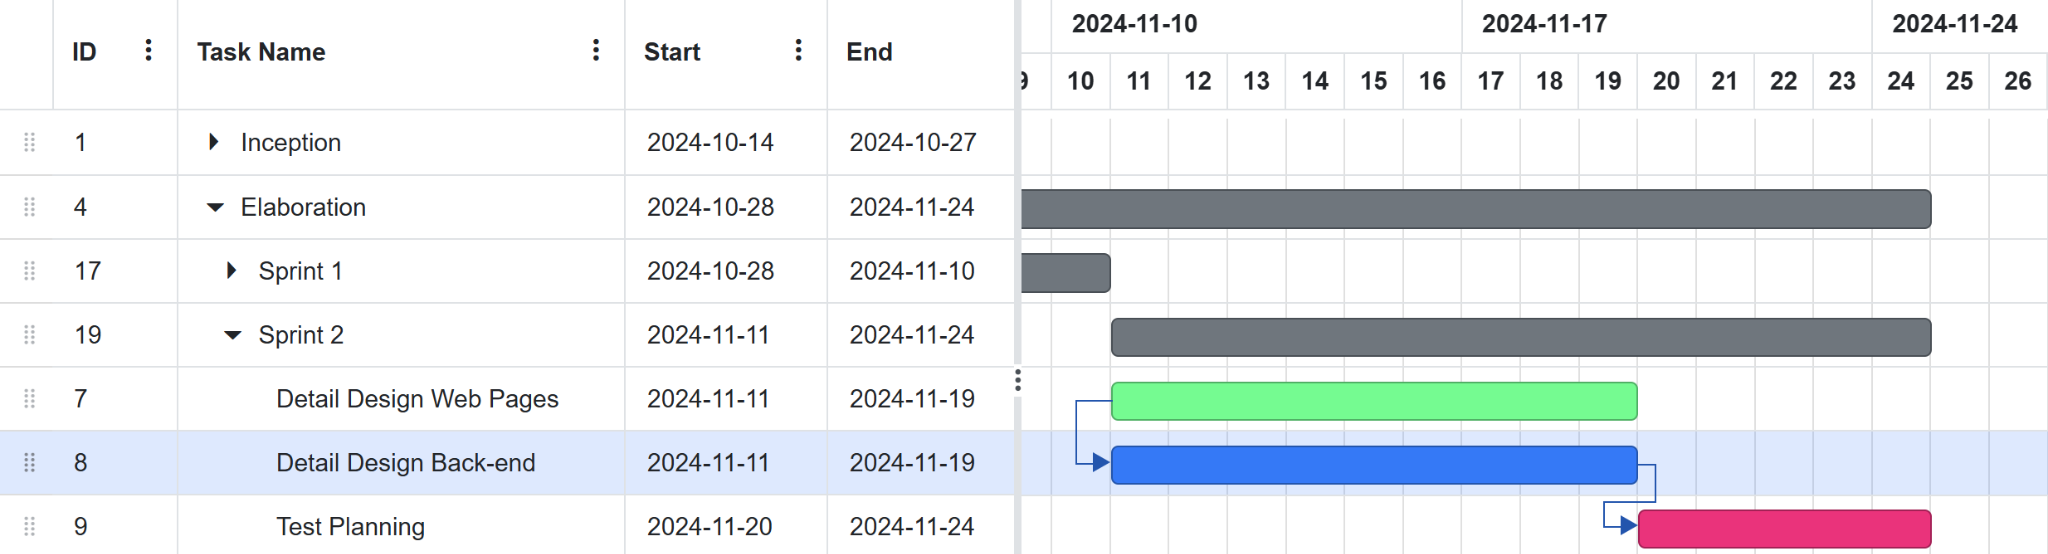 2024-11-10 2024-11-17 2024-11-24
ID Task Name Start End
9 10 11 12 13 14 15 16 17 18 19 20 21 22 23 24 25 26
1 Inception 2024-10-14 2024-10-27
4 Elaboration 2024-10-28 2024-11-24
17 Sprint 1 2024-10-28 2024-11-10
19 Sprint 2 2024-11-11 2024-11-24
7 Detail Design Web Pages 2024-11-11 2024-11-19
8 Detail Design Back-end 2024-11-11 2024-11-19
9 Test Planning 2024-11-20 2024-11-24